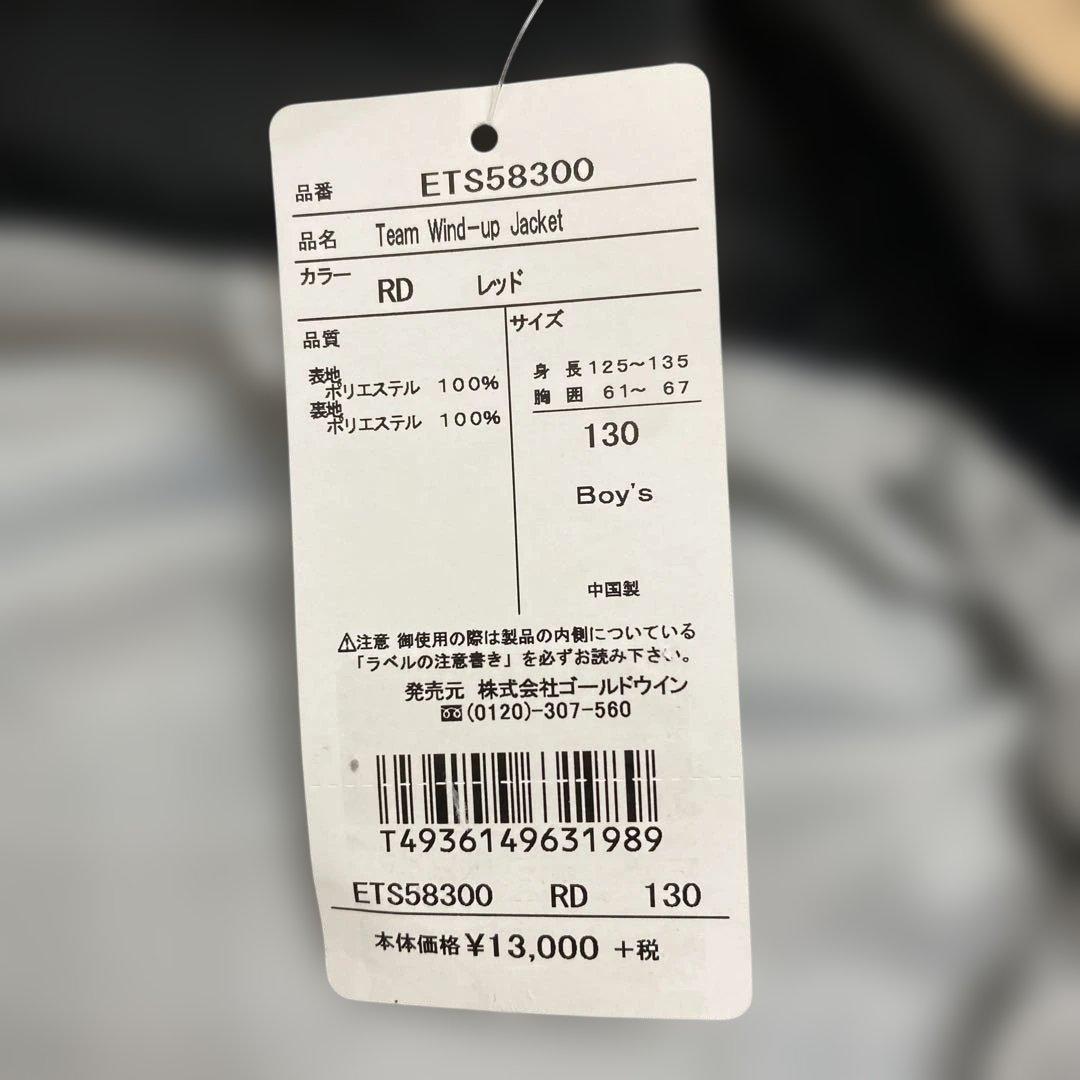 品番 ETS58300
品名 Team Wind-up Jacket
カラー RD レッド
品質
表地
ポリエステル 100%
裏地
ポリエステル 100%
サイズ
身 長 125〜135
胸 囲 61〜 67
130
Boy's
中国製
⚠注意 御使用の際は製品の内側についている
「ラベルの注意書き」を必ずお読み下さい。
発売元 株式会社ゴールドウイン
(0120)-307-560
T4936149631989
ETS58300 RD 130
本体価格 ¥13,000 +税